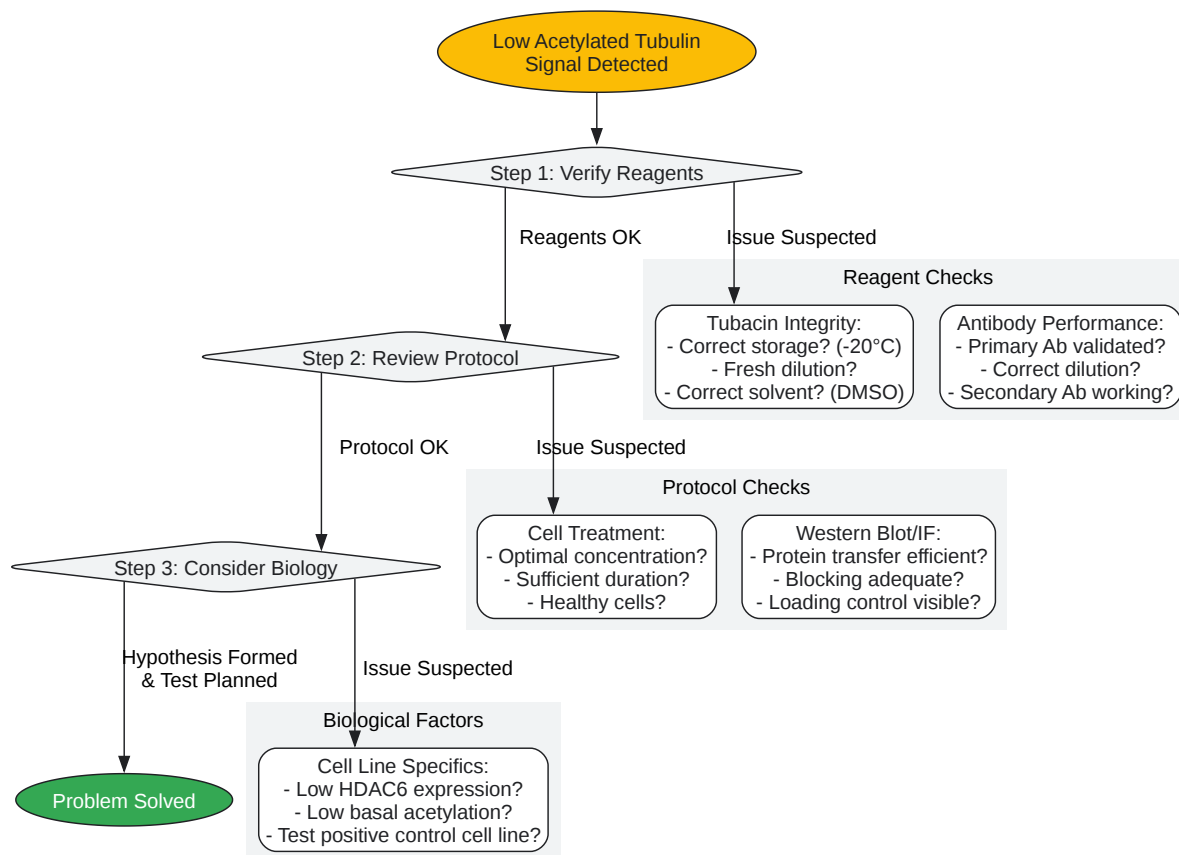 Low Acetylated Tubulin
Signal Detected
Step 1: Verify Reagents
Reagents OK
Issue Suspected
Reagent Checks
Tubacin Integrity:
- Correct storage? (-20°C)
- Fresh dilution?
- Correct solvent? (DMSO)
Antibody Performance:
- Primary Ab validated?
- Correct dilution?
- Secondary Ab working?
Step 2: Review Protocol
Protocol OK
Issue Suspected
Protocol Checks
Cell Treatment:
- Optimal concentration?
- Sufficient duration?
- Healthy cells?
Western Blot/IF:
- Protein transfer efficient?
- Blocking adequate?
- Loading control visible?
Step 3: Consider Biology
Hypothesis Formed
& Test Planned
Issue Suspected
Biological Factors
Cell Line Specifics:
- Low HDAC6 expression?
- Low basal acetylation?
- Test positive control cell line?
Problem Solved